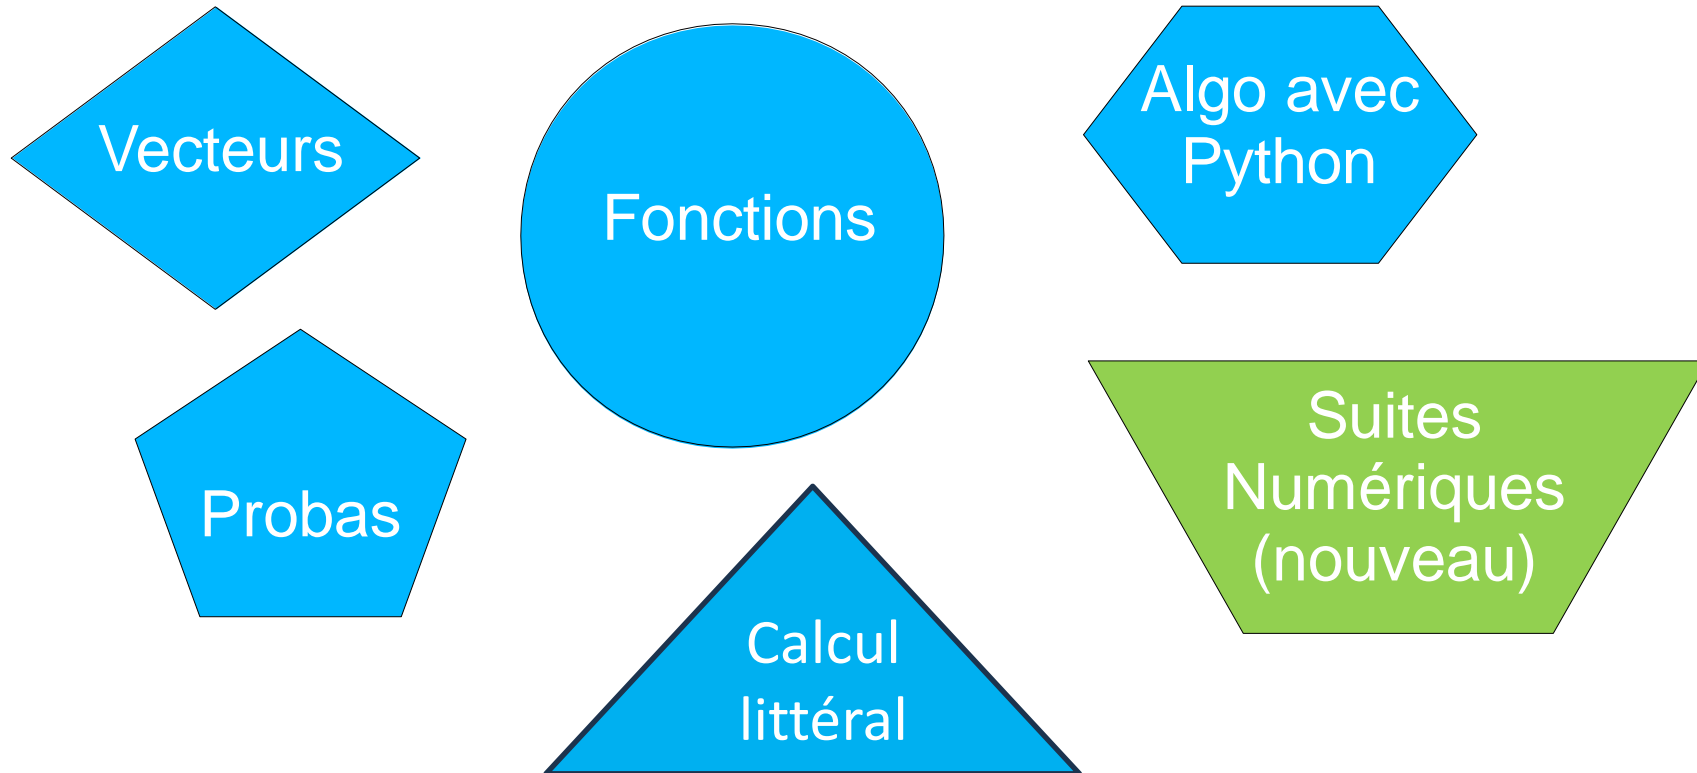 Vecteurs
Fonctions
Algo avec
Python
Probas
Suites
Numériques
(nouveau)
Calcul
littéral